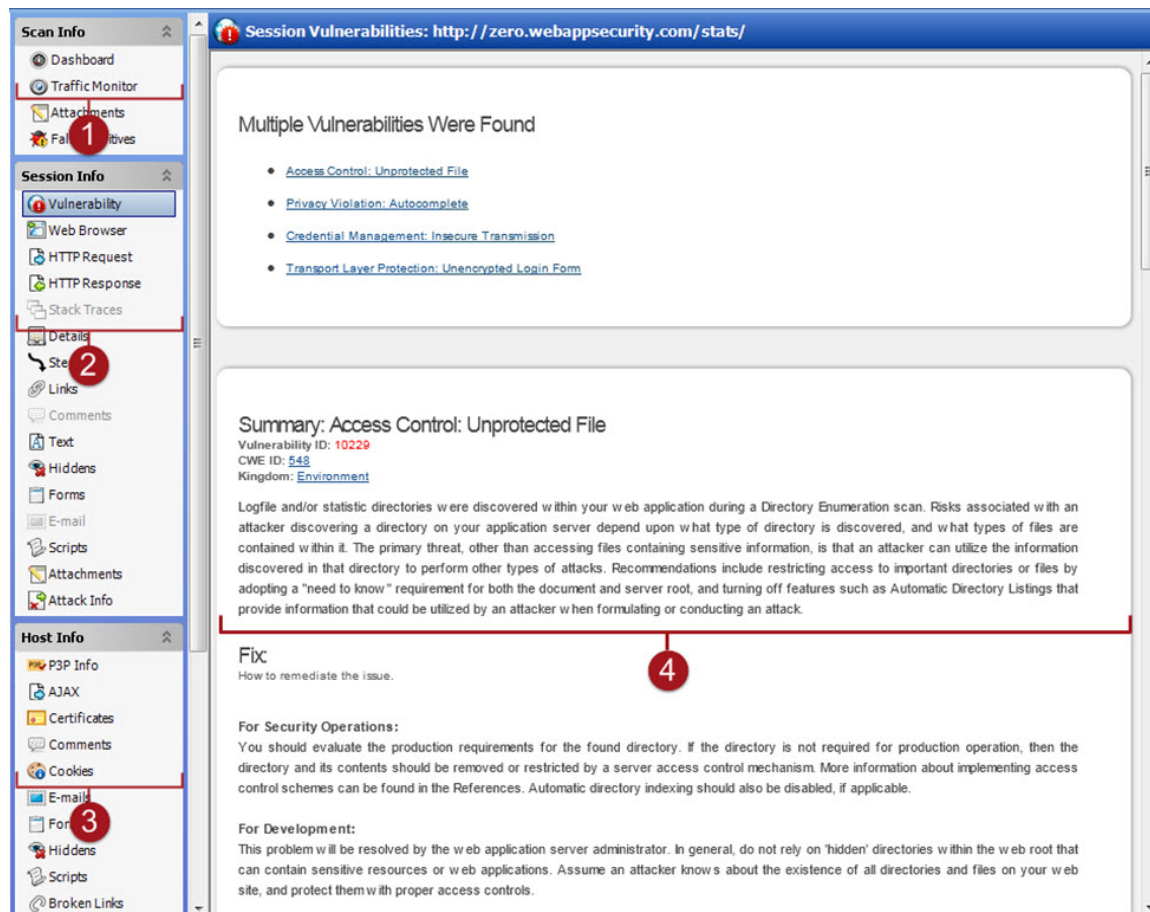 Scan Info
Dashboard
Traffic Monitor
Attachments
1
Session Info
Vulnerability
Web Browser
HTTP Request
HTTP Response
Stack Traces
Details
2
Links
Comments
Text
Hiddens
Forms
E-mail
Scripts
Attachments
Attack Info
Host Info
P3P Info
AJAX
Certificates
Comments
Cookies
E-mails
3
Hiddens
Scripts
Broken Links
Session Vulnerabilities: http://zero.webappsecurity.com/stats/
Multiple Vulnerabilities Were Found
• Access Control: Unprotected File
• Privacy Violation: Autocomplete
• Credential Management: Insecure Transmission
• Transport Layer Protection: Unencrypted Login Form
Summary: Access Control: Unprotected File
Vulnerability ID: 10229
CWE ID: 548
Kingdom: Environment
Logfile and/or statistic directories were discovered within your web application during a Directory Enumeration scan. Risks associated with an
attacker discovering a directory on your application server depend upon what type of directory is discovered, and what types of files are
contained within it. The primary threat, other than accessing files containing sensitive information, is that an attacker can utilize the information
discovered in that directory to perform other types of attacks. Recommendations include restricting access to important directories or files by
adopting a "need to know" requirement for both the document and server root, and turning off features such as Automatic Directory Listings that
provide information that could be utilized by an attacker when formulating or conducting an attack.
4
Fix:
How to remediate the issue.
For Security Operations:
You should evaluate the production requirements for the found directory. If the directory is not required for production operation, then the
directory and its contents should be removed or restricted by a server access control mechanism. More information about implementing access
control schemes can be found in the References. Automatic directory indexing should also be disabled, if applicable.
For Development:
This problem will be resolved by the web application server administrator. In general, do not rely on 'hidden' directories within the web root that
can contain sensitive resources or web applications. Assume an attacker knows about the existence of all directories and files on your web
site, and protect them with proper access controls.